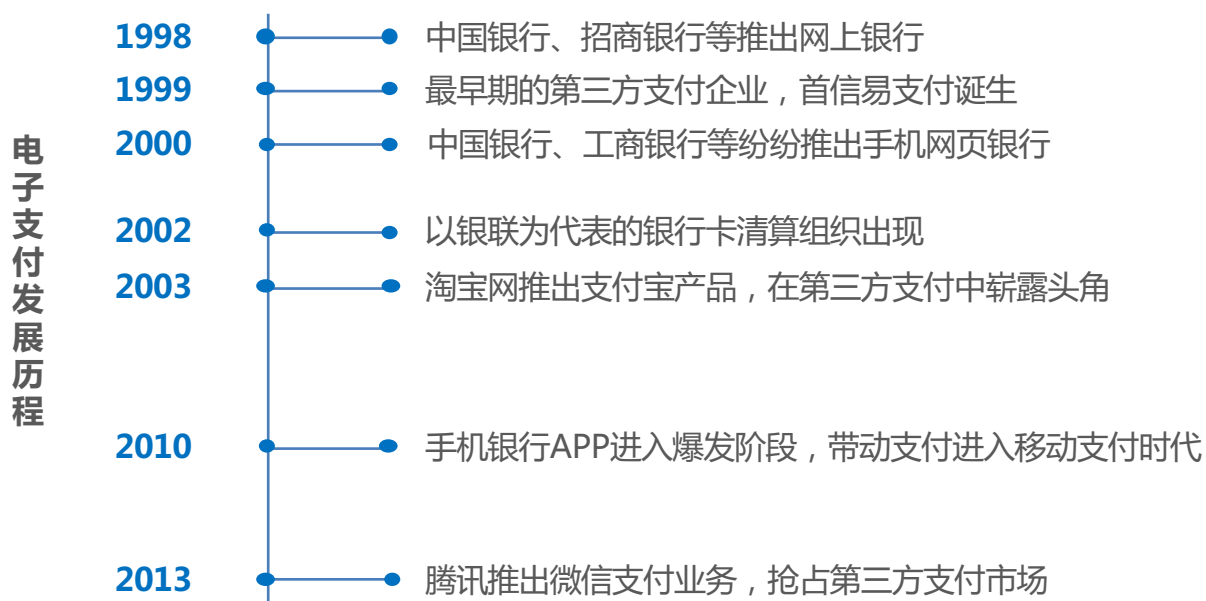 电子支付发展历程
1998 中国银行、招商银行等推出网上银行
1999 最早期的第三方支付企业，首信易支付诞生
2000 中国银行、工商银行等纷纷推出手机网页银行
2002 以银联为代表的银行卡清算组织出现
2003 淘宝网推出支付宝产品，在第三方支付中崭露头角
2010 手机银行APP进入爆发阶段，带动支付进入移动支付时代
2013 腾讯推出微信支付业务，抢占第三方支付市场